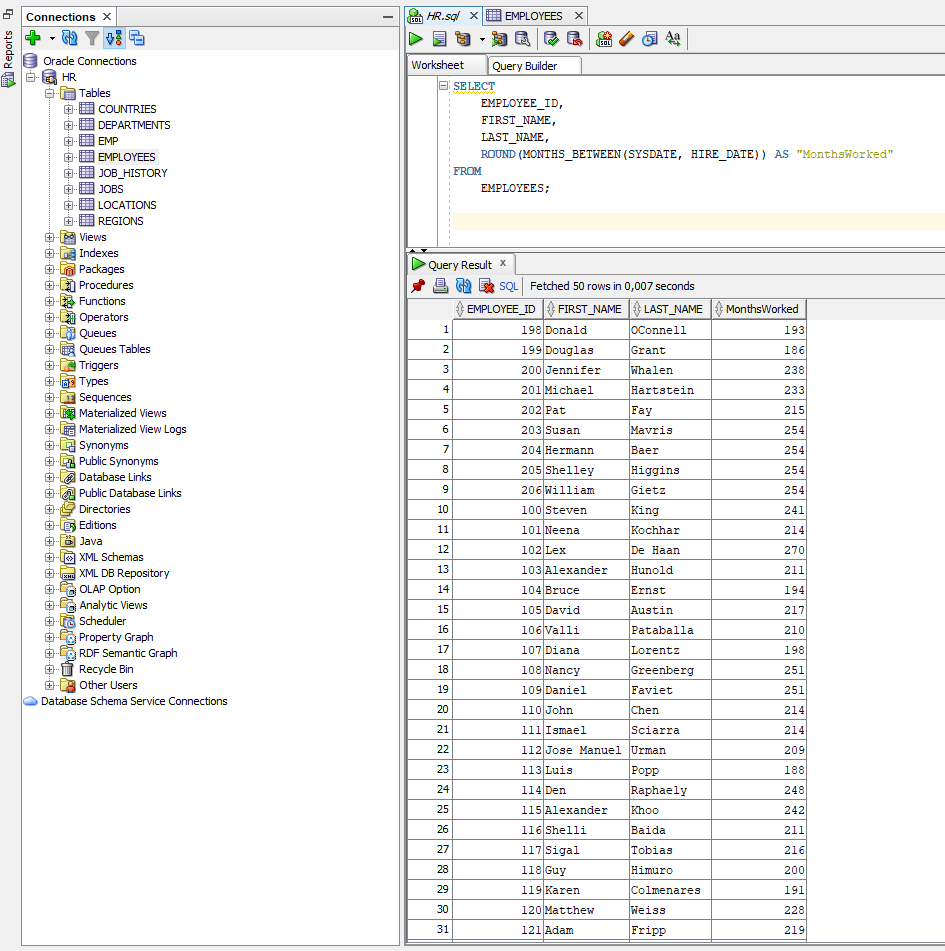 Reports
Connections
Oracle Connections
HR
Tables
COUNTRIES
DEPARTMENTS
EMP
EMPLOYEES
JOB_HISTORY
JOBS
LOCATIONS
REGIONS
Views
Indexes
Packages
Procedures
Functions
Operators
Queues
Queues Tables
Triggers
Types
Sequences
Materialized Views
Materialized View Logs
Synonyms
Public Synonyms
Database Links
Public Database Links
Directories
Editions
Java
XML Schemas
XML DB Repository
OLAP Option
Analytic Views
Scheduler
Property Graph
RDF Semantic Graph
Recycle Bin
Other Users
Database Schema Service Connections
HR.sql EMPLOYEES
Worksheet Query Builder
SELECT
EMPLOYEE_ID,
FIRST_NAME,
LAST_NAME,
ROUND(MONTHS_BETWEEN(SYSDATE, HIRE_DATE)) AS "MonthsWorked"
FROM
EMPLOYEES;
Query Result
SQL Fetched 50 rows in 0,007 seconds
EMPLOYEE_ID FIRST_NAME LAST_NAME MonthsWorked
1 198 Donald OConnell 193
2 199 Douglas Grant 186
3 200 Jennifer Whalen 238
4 201 Michael Hartstein 233
5 202 Pat Fay 215
6 203 Susan Mavris 254
7 204 Hermann Baer 254
8 205 Shelley Higgins 254
9 206 William Gietz 254
10 100 Steven King 241
11 101 Neena Kochhar 214
12 102 Lex De Haan 270
13 103 Alexander Hunold 211
14 104 Bruce Ernst 194
15 105 David Austin 217
16 106 Valli Pataballa 210
17 107 Diana Lorentz 198
18 108 Nancy Greenberg 251
19 109 Daniel Faviet 251
20 110 John Chen 214
21 111 Ismael Sciarra 214
22 112 Jose Manuel Urman 209
23 113 Luis Popp 188
24 114 Den Raphaely 248
25 115 Alexander Khoo 242
26 116 Shelli Baida 211
27 117 Sigal Tobias 216
28 118 Guy Himuro 200
29 119 Karen Colmenares 191
30 120 Matthew Weiss 228
31 121 Adam Fripp 219